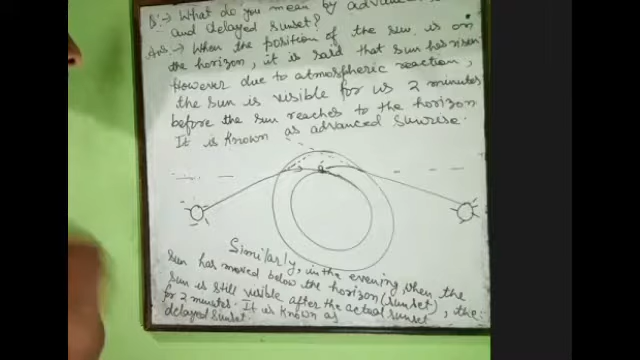 Q:→ What do you mean by advanced
and delayed sunset?
Ans.→ When the position of the sun is on
the horizon, it is said that sun has risen.
However due to atmospheric reaction,
the sun is visible for us 2 minutes
before the sun reaches to the horizon.
It is known as advanced sunrise.
Similarly, in the evening when the
sun has moved below the horizon (sunset), the
sun is still visible after the actual sunset
for 2 minutes. It is known as
delayed sunset.